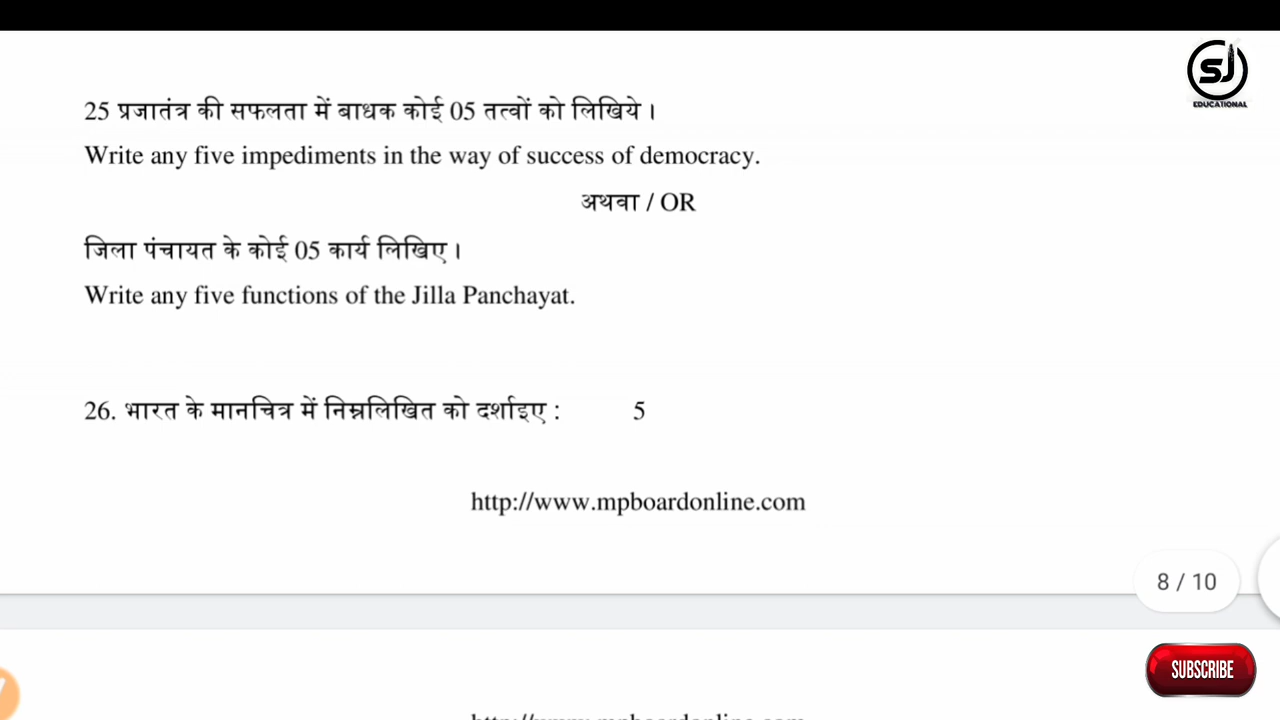 SJ
EDUCATIONAL
25 प्रजातंत्र की सफलता में बाधक कोई 05 तत्वों को लिखिये।
Write any five impediments in the way of success of democracy.
अथवा / OR
जिला पंचायत के कोई 05 कार्य लिखिए।
Write any five functions of the Jilla Panchayat.
26. भारत के मानचित्र में निम्नलिखित को दर्शाइए : 5
http://www.mpboardonline.com
8 / 10
SUBSCRIBE